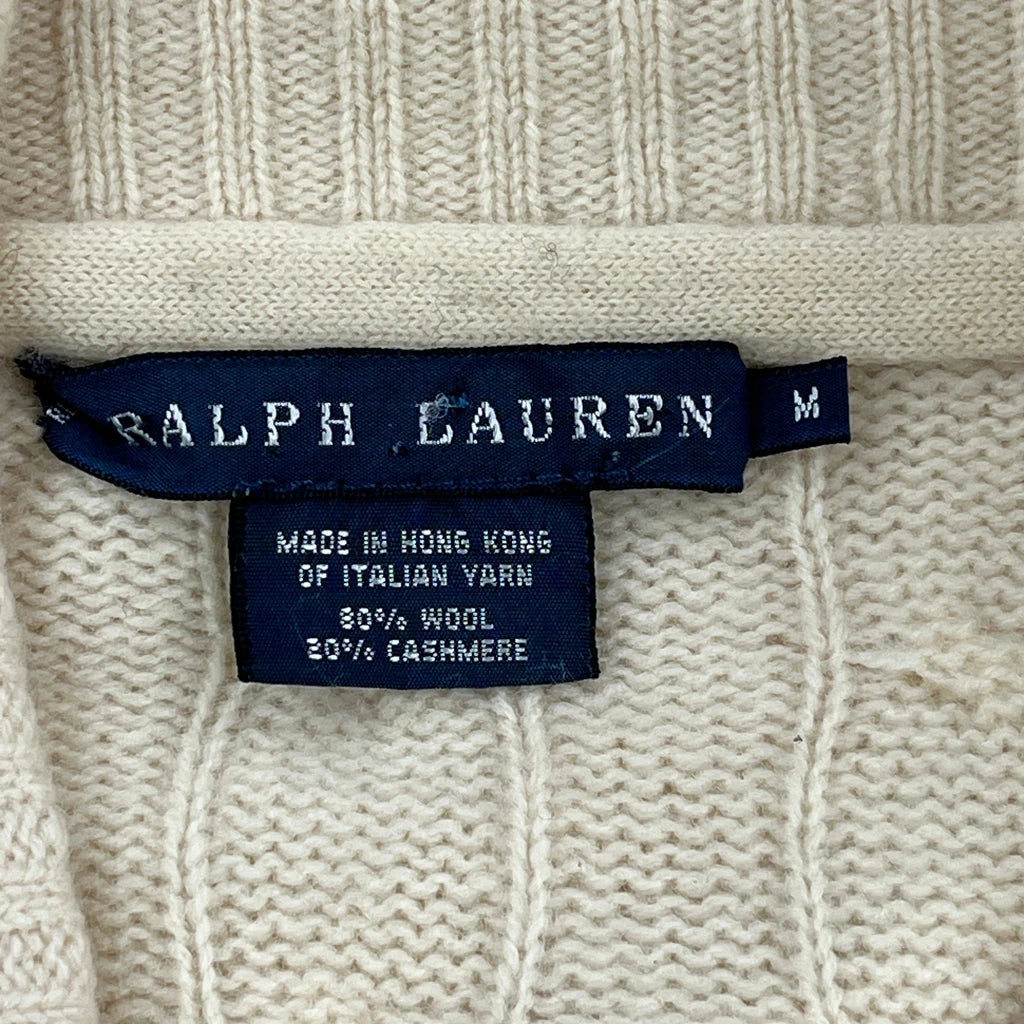 RALPH LAUREN
M
MADE IN HONG KONG
OF ITALIAN YARN
80% WOOL
20% CASHMERE